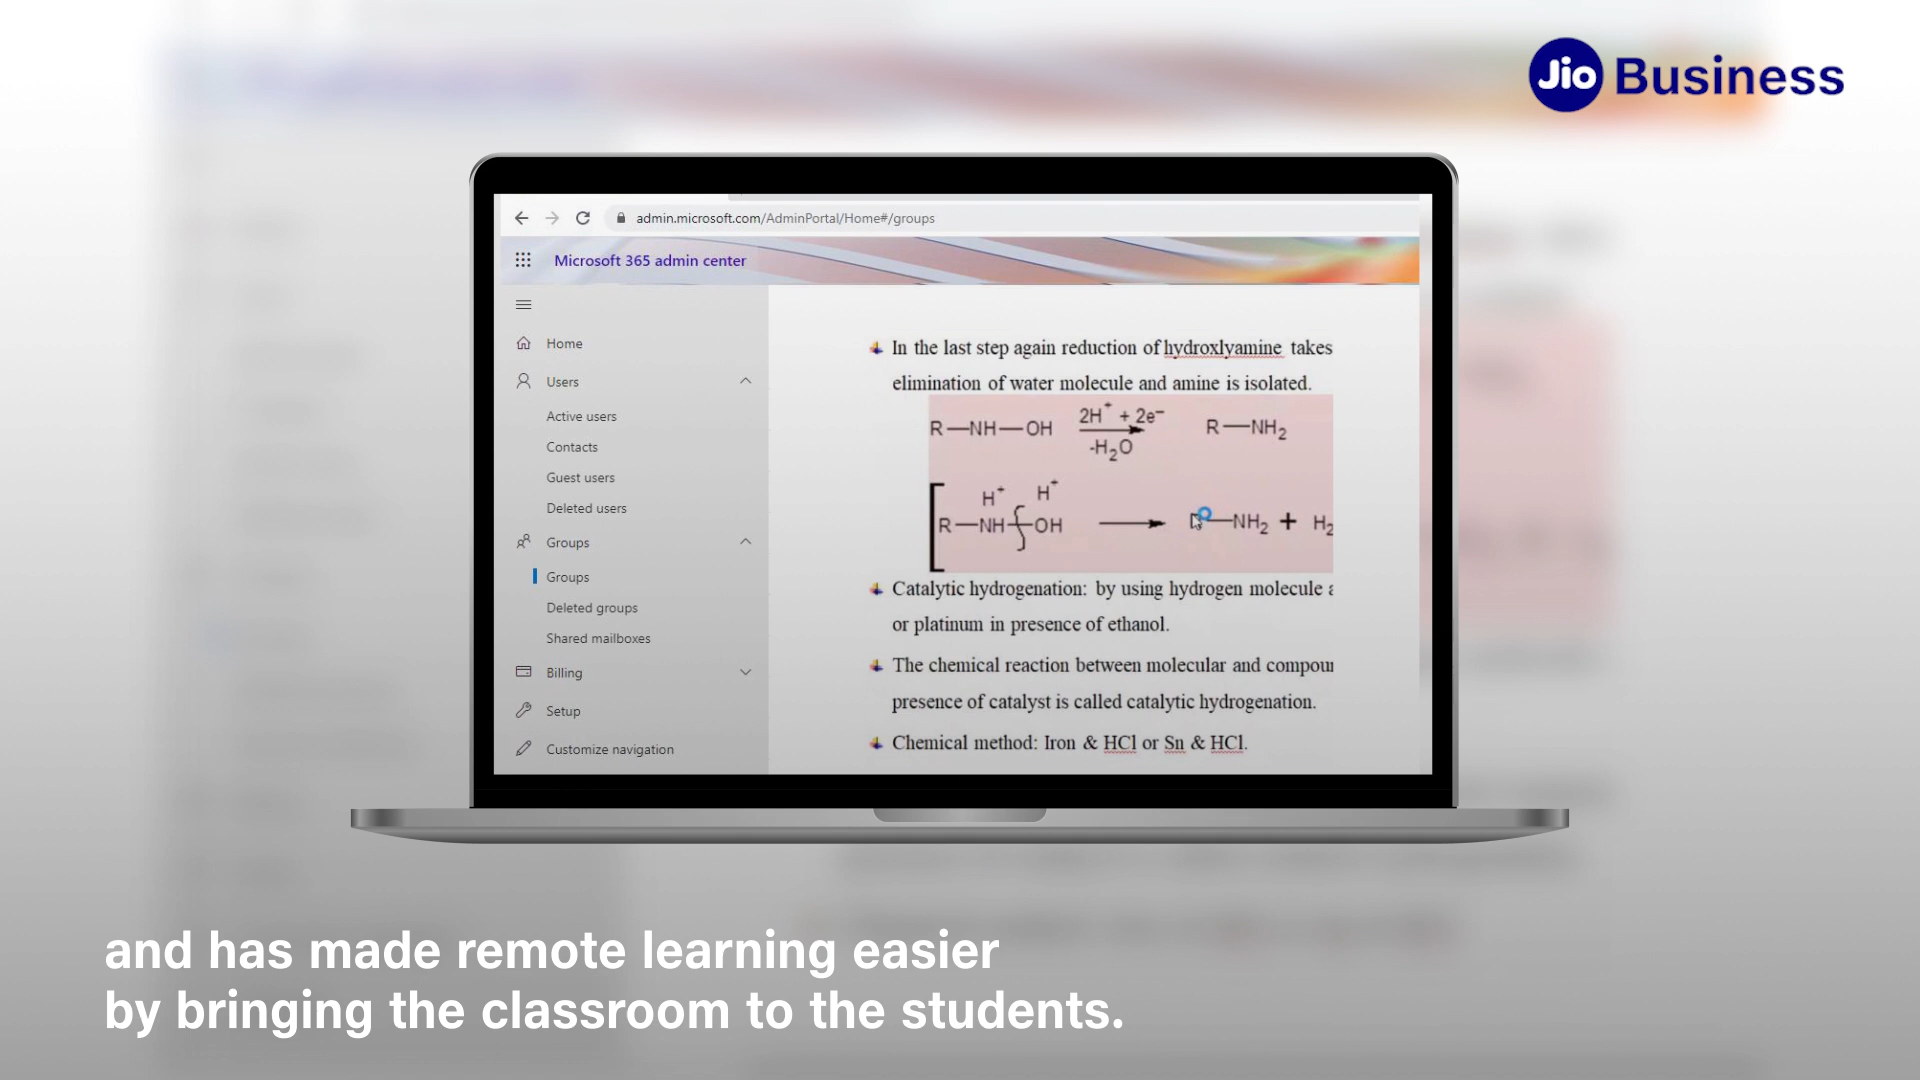 Jio Business
admin.microsoft.com/AdminPortal/Home#/groups
Microsoft 365 admin center
Home
Users
Active users
Contacts
Guest users
Deleted users
Groups
Groups
Deleted groups
Shared mailboxes
Billing
Setup
Customize navigation
In the last step again reduction of hydroxlyamine takes
elimination of water molecule and amine is isolated.
2H+ + 2e−
R—NH—OH R—NH2
-H2O
H+ H+
R—NH OH —NH2 + H2
Catalytic hydrogenation: by using hydrogen molecule
or platinum in presence of ethanol.
The chemical reaction between molecular and
presence of catalyst is called catalytic hydrogenation.
Chemical method: Iron & HCl or Sn & HCl.
and has made remote learning easier
by bringing the classroom to the students.